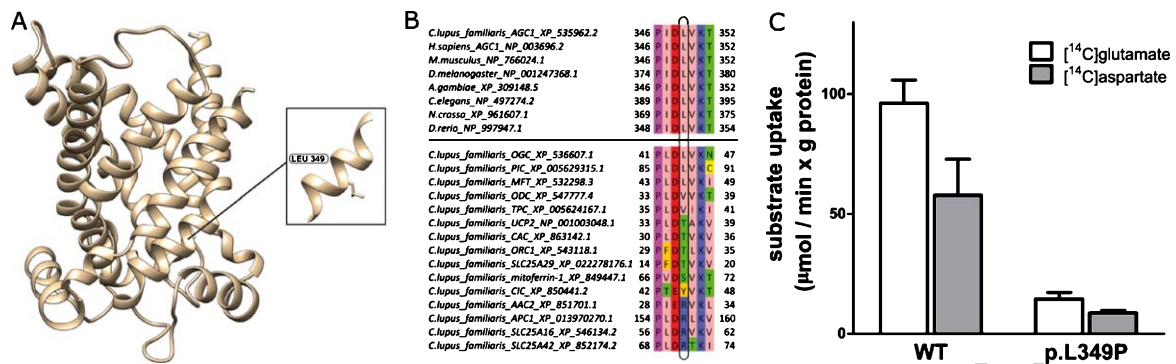 A
LEU 349
B
C.lupus_familiaris_AGC1_XP_535962.2 346 P I D L V K T 352
H.sapiens_AGC1_NP_003696.2 346 P I D L V K T 352
M.musculus_NP_766024.1 346 P I D L V K T 352
D.melanogaster_NP_001247368.1 374 P I D L V K T 380
A.gambiae_XP_309148.5 346 P I D L V K T 352
C.elegans_NP_497274.2 389 P I D L V K T 395
N.crassa_XP_961607.1 369 P I D L V K T 375
D.rerio_NP_997947.1 348 P I D L V K T 354
C.lupus_familiaris_OGC_XP_536607.1 41 P L D L V K N 47
C.lupus_familiaris_PIC_XP_005629315.1 85 P L D L V K C 91
C.lupus_familiaris_MFT_XP_532298.3 43 P L D L V K I 49
C.lupus_familiaris_ODC_XP_547777.4 33 P L D V V K T 39
C.lupus_familiaris_TPC_XP_005624167.1 35 P L D V I K I 41
C.lupus_familiaris_UCP2_NP_001003048.1 33 P L D T A K V 39
C.lupus_familiaris_CAC_XP_863142.1 30 P L D T V K V 36
C.lupus_familiaris_ORC1_XP_543118.1 29 P F D T L K V 35
C.lupus_familiaris_SLC25A29_XP_022278176.1 14 P F D T V K V 20
C.lupus_familiaris_mitoferrin-1_XP_849447.1 66 P V D S V K T 72
C.lupus_familiaris_CIC_XP_850441.2 42 P T E Y V K T 48
C.lupus_familiaris_AAC2_XP_851701.1 28 P I E R V K L 34
C.lupus_familiaris_APC1_XP_013970270.1 154 P L D R L K V 160
C.lupus_familiaris_SLC25A16_XP_546134.2 56 P L D R V K V 62
C.lupus_familiaris_SLC25A42_XP_852174.2 68 P L D R T K I 74
C
substrate uptake
(µmol / min x g protein)
100
50
0
[¹⁴C]glutamate
[¹⁴C]aspartate
WT
p.L349P